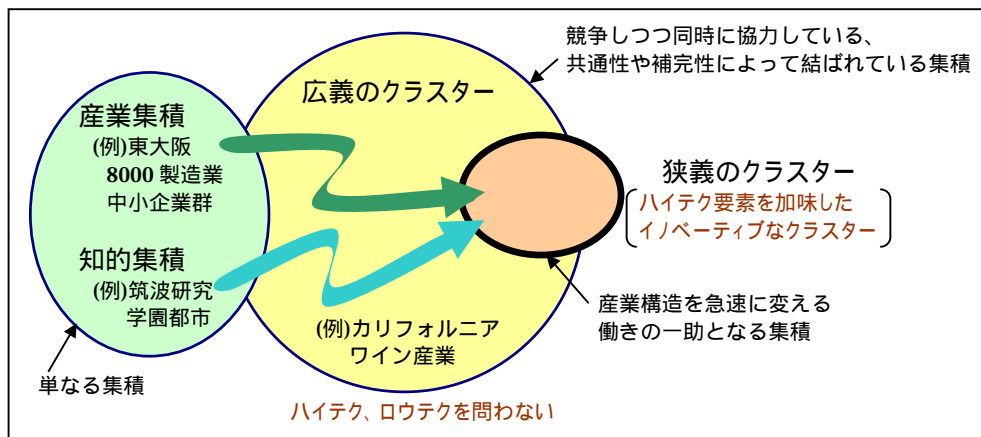 競争しつつ同時に協力している、
共通性や補完性によって結ばれている集積
広義のクラスター
産業集積
(例)東大阪
8000 製造業
中小企業群
狭義のクラスター
ハイテク要素を加味した
イノベーティブなクラスター
知的集積
(例)筑波研究
学園都市
産業構造を急速に変える
働きの一助となる集積
(例)カリフォルニア
ワイン産業
単なる集積
ハイテク、ロウテクを問わない